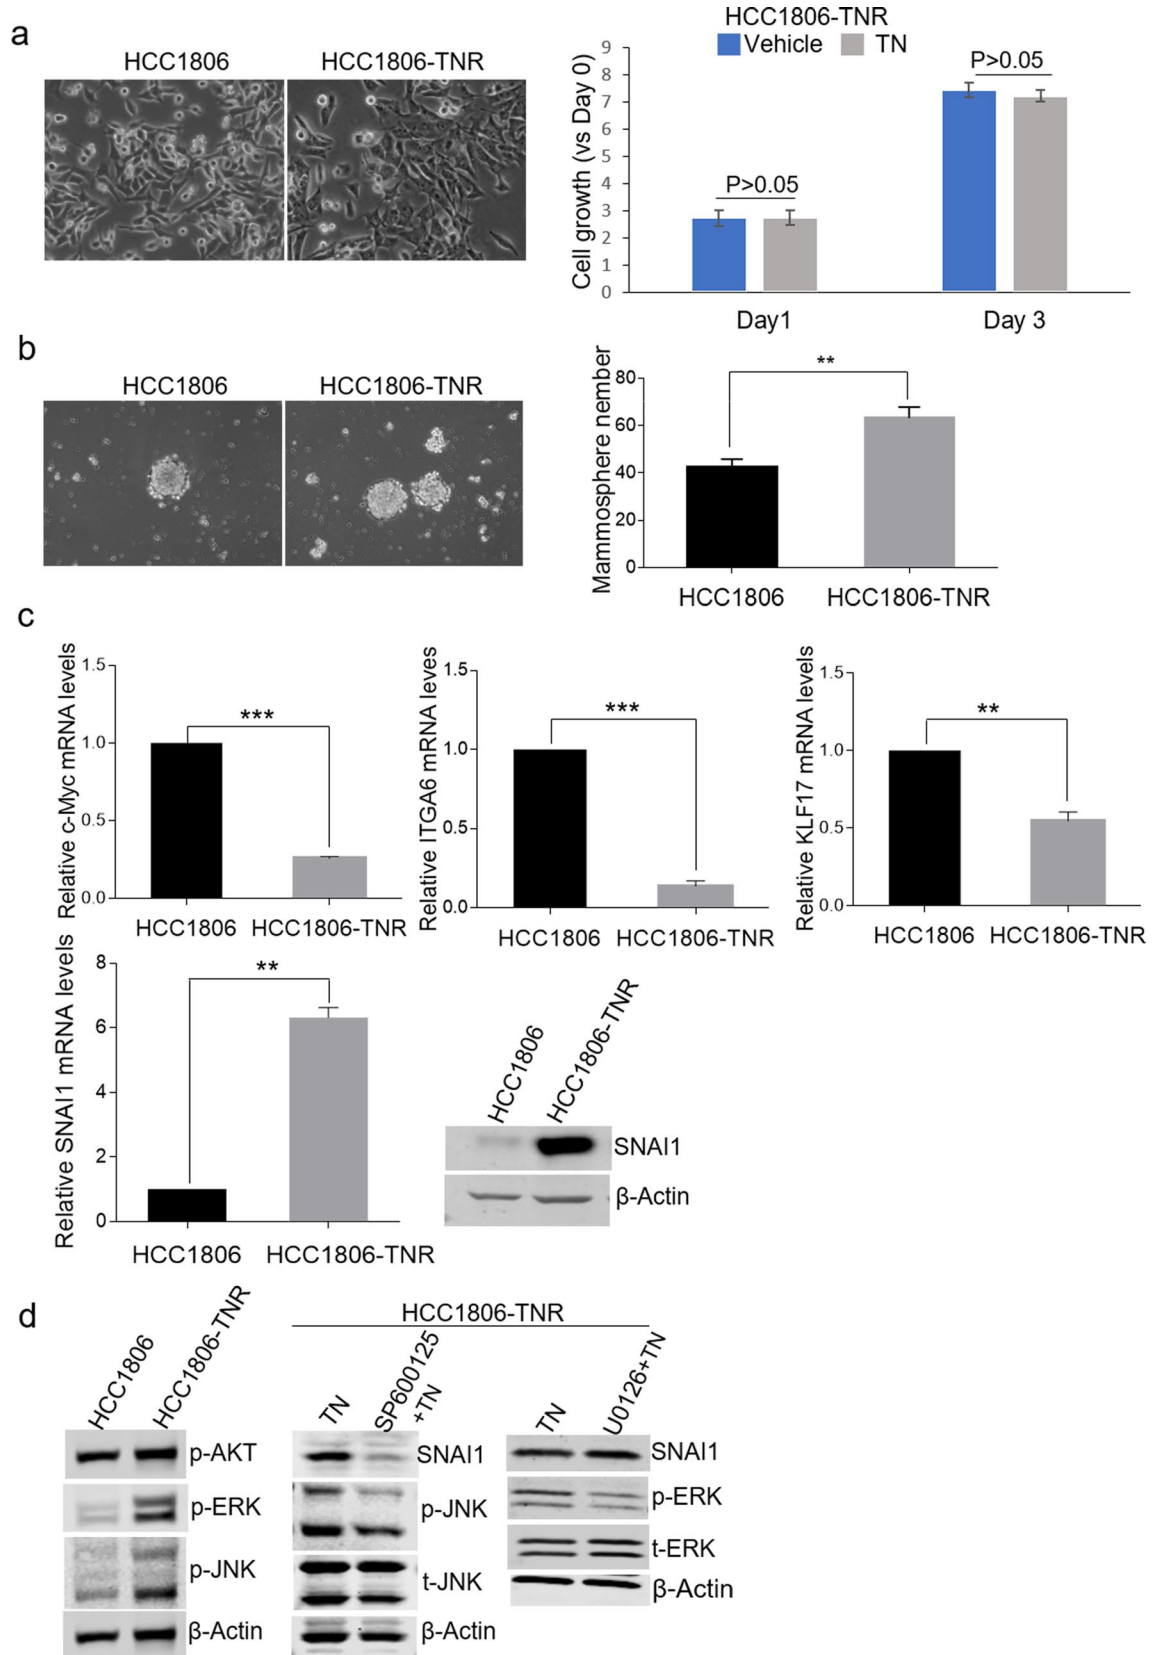 a
HCC1806
HCC1806-TNR
HCC1806-TNR
Vehicle TN
Cell growth (vs Day 0)
9
8
7
6
5
4
3
2
1
0
P>0.05
P>0.05
Day1
Day 3
b
HCC1806
HCC1806-TNR
Mammosphere nember
80
60
40
20
0
**
HCC1806
HCC1806-TNR
c
Relative c-Myc mRNA levels
1.5
1.0
0.5
0.0
***
HCC1806
HCC1806-TNR
Relative ITGA6 mRNA leves
1.5
1.0
0.5
0.0
***
HCC1806
HCC1806-TNR
Relative KLF17 mRNA levels
1.5
1.0
0.5
0.0
**
HCC1806
HCC1806-TNR
Relative SNAI1 mRNA levels
8
6
4
2
0
**
HCC1806
HCC1806-TNR
HCC1806
HCC1806-TNR
SNAI1
β-Actin
d
HCC1806
HCC1806-TNR
p-AKT
p-ERK
p-JNK
β-Actin
HCC1806-TNR
TN
SP600125
+TN
SNAI1
p-JNK
t-JNK
β-Actin
TN
U0126+TN
SNAI1
p-ERK
t-ERK
β-Actin